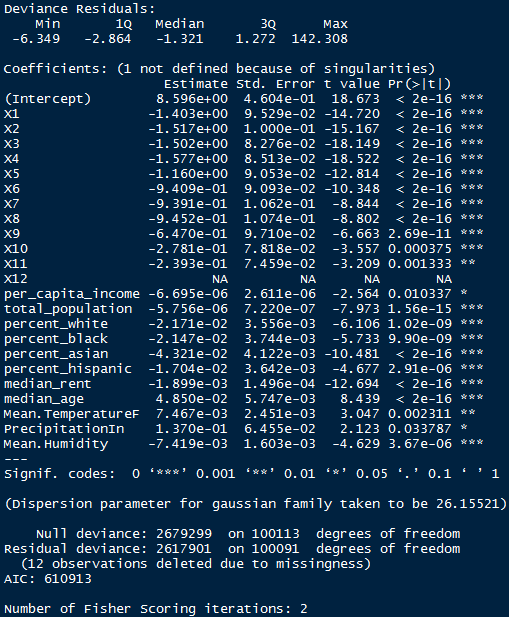 Deviance Residuals:
    Min      1Q  Median      3Q     Max
 -6.349  -2.864  -1.321   1.272 142.308

Coefficients: (1 not defined because of singularities)
                    Estimate Std. Error t value Pr(>|t|)
(Intercept)        8.596e+00  4.604e-01  18.673  < 2e-16 ***
X1                -1.403e+00  9.529e-02 -14.720  < 2e-16 ***
X2                -1.517e+00  1.000e-01 -15.167  < 2e-16 ***
X3                -1.502e+00  8.276e-02 -18.149  < 2e-16 ***
X4                -1.577e+00  8.513e-02 -18.522  < 2e-16 ***
X5                -1.160e+00  9.053e-02 -12.814  < 2e-16 ***
X6                -9.409e-01  9.093e-02 -10.348  < 2e-16 ***
X7                -9.391e-01  1.062e-01  -8.844  < 2e-16 ***
X8                -9.452e-01  1.074e-01  -8.802  < 2e-16 ***
X9                -6.470e-01  9.710e-02  -6.663 2.69e-11 ***
X10               -2.781e-01  7.818e-02  -3.557 0.000375 ***
X11               -2.393e-01  7.459e-02  -3.209 0.001333 **
X12                       NA         NA      NA       NA
per_capita_income -6.695e-06  2.611e-06  -2.564 0.010337 *
total_population  -5.756e-06  7.220e-07  -7.973 1.56e-15 ***
percent_white     -2.171e-02  3.556e-03  -6.106 1.02e-09 ***
percent_black     -2.147e-02  3.744e-03  -5.733 9.90e-09 ***
percent_asian     -4.321e-02  4.122e-03 -10.481  < 2e-16 ***
percent_hispanic  -1.704e-02  3.642e-03  -4.677 2.91e-06 ***
median_rent       -1.899e-03  1.496e-04 -12.694  < 2e-16 ***
median_age         4.850e-02  5.747e-03   8.439  < 2e-16 ***
Mean.TemperatureF  7.467e-03  2.451e-03   3.047 0.002311 **
PrecipitationIn    1.370e-01  6.455e-02   2.123 0.033787 *
Mean.Humidity     -7.419e-03  1.603e-03  -4.629 3.67e-06 ***
---
Signif. codes:  0 ‘***’ 0.001 ‘**’ 0.01 ‘*’ 0.05 ‘.’ 0.1 ‘ ’ 1

(Dispersion parameter for gaussian family taken to be 26.15521)

    Null deviance: 2679299  on 100113  degrees of freedom
Residual deviance: 2617901  on 100091  degrees of freedom
  (12 observations deleted due to missingness)
AIC: 610913

Number of Fisher Scoring iterations: 2